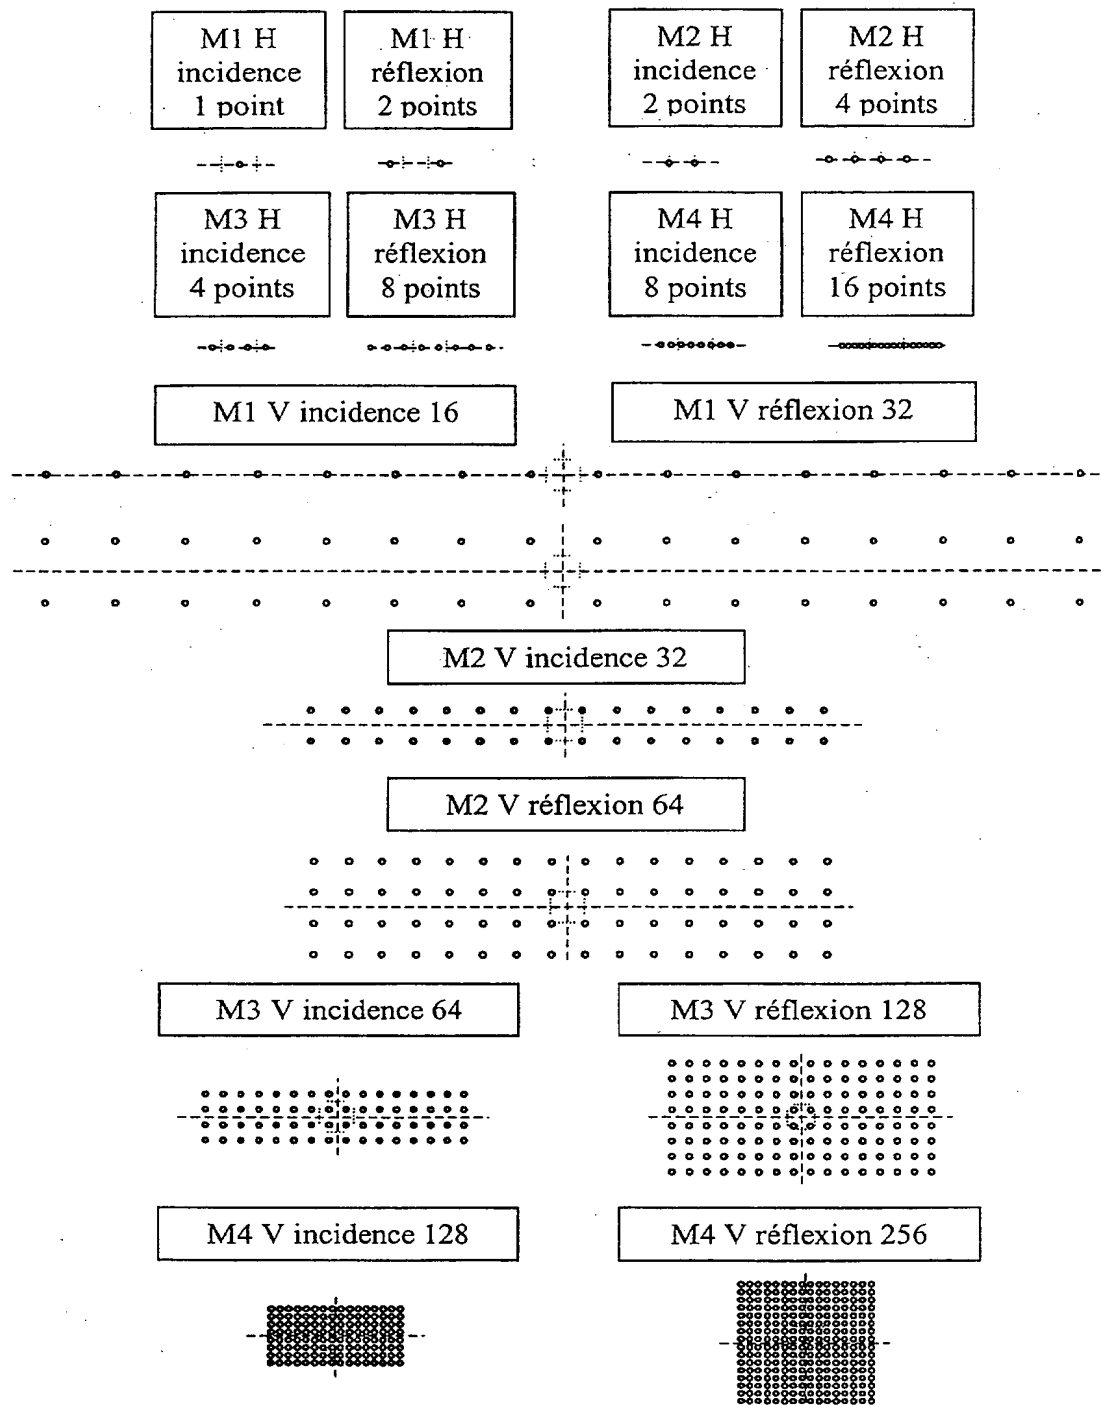 M1 H
incidence
1 point
M1 H
réflexion
2 points
M2 H
incidence
2 points
M2 H
réflexion
4 points
M3 H
incidence
4 points
M3 H
réflexion
8 points
M4 H
incidence
8 points
M4 H
réflexion
16 points
M1 V incidence 16
M1 V réflexion 32
M2 V incidence 32
M2 V réflexion 64
M3 V incidence 64
M3 V réflexion 128
M4 V incidence 128
M4 V réflexion 256